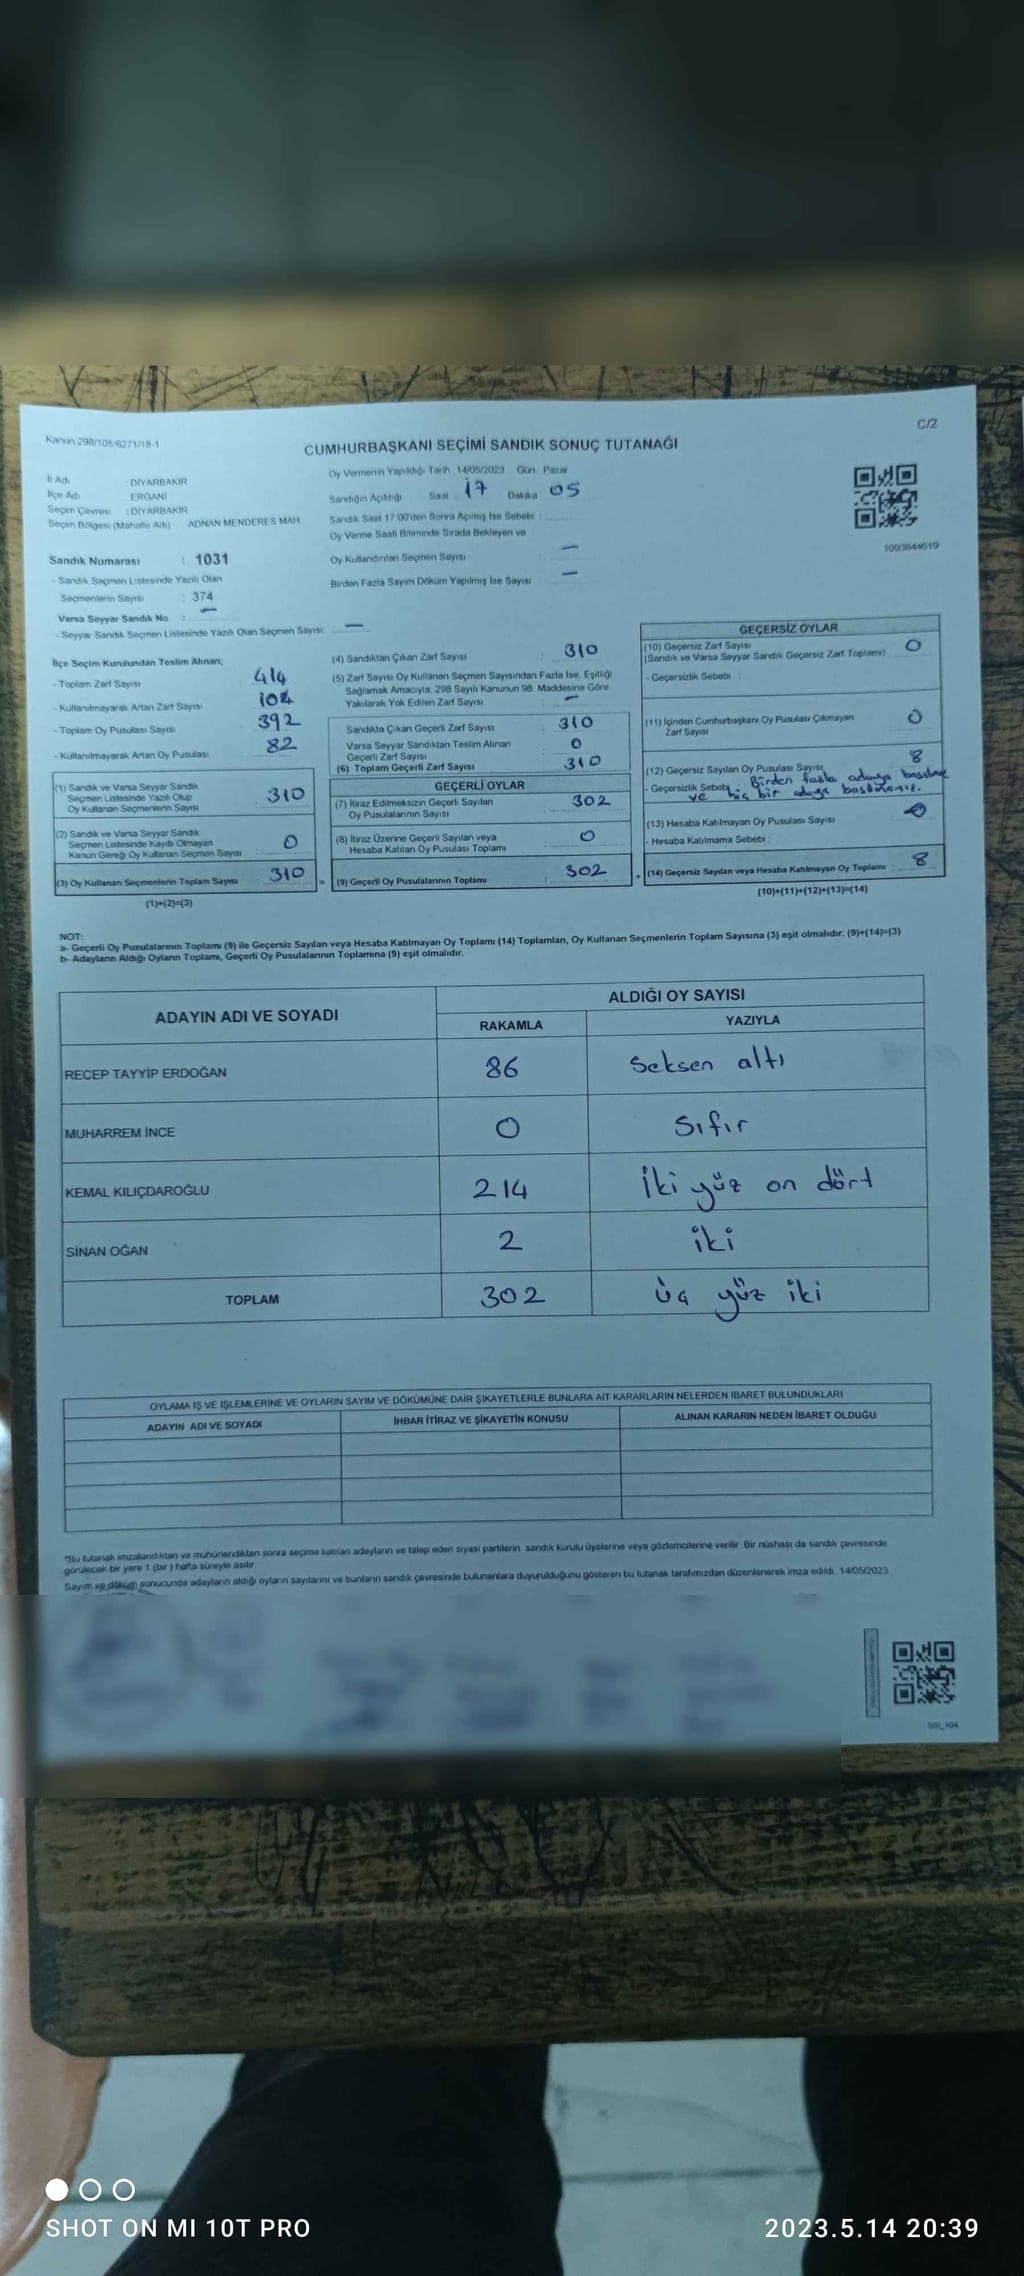 C/2
Kanun.298/105;6271/18-1
CUMHURBAŞKANI SEÇİMİ SANDIK SONUÇ TUTANAĞI
İl Adı : DİYARBAKIR
İlçe Adı : ERGANİ
Seçim Çevresi : DİYARBAKIR
Seçim Bölgesi (Mahalle Adı) ADNAN MENDERES MAH
Sandık Numarası : 1031
- Sandık Seçmen Listesinde Yazılı Olan
Seçmenlerin Sayısı : 374
Varsa Seyyar Sandık No : —
- Seyyar Sandık Seçmen Listesinde Yazılı Olan Seçmen Sayısı: —
Oy Vermenin Yapıldığı Tarih :14/05/2023 Gün Pazar
Sandığın Açıldığı Saat 17 Dakika 05
Sandık Saat 17:00'den Sonra Açılmış İse Sebebi :
Oy Verme Saati Bitiminde Sırada Bekleyen ve
Oy Kullandırılan Seçmen Sayısı —
Birden Fazla Sayım Döküm Yapılmış İse Sayısı —
1093844619
İlçe Seçim Kurulundan Teslim Alınan;
- Toplam Zarf Sayısı 414
- Kullanılmayarak Artan Zarf Sayısı 104
- Toplam Oy Pusulası Sayısı 392
- Kullanılmayarak Artan Oy Pusulası 82
(1) Sandık ve Varsa Seyyar Sandık
Seçmen Listesinde Yazılı Olup
Oy Kullanan Seçmenlerin Sayısı 310
(2) Sandık ve Varsa Seyyar Sandık
Seçmen Listesinde Kayıtlı Olmayan
Kanun Gereği Oy Kullanan Seçmen Sayısı 0
(3) Oy Kullanan Seçmenlerin Toplam Sayısı 310
(1)+(2)=(3)
(4) Sandıktan Çıkan Zarf Sayısı : 310
(5) Zarf Sayısı Oy Kullanan Seçmen Sayısından Fazla İse, Eşitliği
Sağlamak Amacıyla, 298 Sayılı Kanunun 98. Maddesine Göre
Yakılarak Yok Edilen Zarf Sayısı —
Sandıkta Çıkan Geçerli Zarf Sayısı : 310
Varsa Seyyar Sandıktan Teslim Alınan
Geçerli Zarf Sayısı : 0
(6) Toplam Geçerli Zarf Sayısı : 310
GEÇERLİ OYLAR
(7) İtiraz Edilmeksizin Geçerli Sayılan
Oy Pusulalarının Sayısı 302
(8) İtiraz Üzerine Geçerli Sayılan veya
Hesaba Katılan Oy Pusulası Toplamı 0
= (9) Geçerli Oy Pusulalarının Toplamı 302
GEÇERSİZ OYLAR
(10) Geçersiz Zarf Sayısı
(Sandık ve Varsa Seyyar Sandık Geçersiz Zarf Toplamı) 0
- Geçersizlik Sebebi :
(11) İçinden Cumhurbaşkanı Oy Pusulası Çıkmayan
Zarf Sayısı 0
(12) Geçersiz Sayılan Oy Pusulası Sayısı 8
- Geçersizlik Sebebi Birden fazla adaya basılmış
ve hiç bir adaya basılmamış.
(13) Hesaba Katılmayan Oy Pusulası Sayısı 0
- Hesaba Katılmama Sebebi :
(14) Geçersiz Sayılan veya Hesaba Katılmayan Oy Toplamı 8
(10)+(11)+(12)+(13)=(14)
NOT:
a- Geçerli Oy Pusulalarının Toplamı (9) ile Geçersiz Sayılan veya Hesaba Katılmayan Oy Toplamı (14) Toplamları, Oy Kullanan Seçmenlerin Toplam Sayısına (3) eşit olmalıdır. (9)+(14)=(3)
b- Adayların Aldığı Oyların Toplamı, Geçerli Oy Pusulalarının Toplamına (9) eşit olmalıdır.
ADAYIN ADI VE SOYADI ALDIĞI OY SAYISI
RAKAMLA YAZIYLA
RECEP TAYYİP ERDOĞAN 86 Seksen altı
MUHARREM İNCE 0 Sıfır
KEMAL KILIÇDAROĞLU 214 İki yüz on dört
SİNAN OĞAN 2 iki
TOPLAM 302 üç yüz iki
OYLAMA İŞ VE İŞLEMLERİNE VE OYLARIN SAYIM VE DÖKÜMÜNE DAİR ŞİKAYETLERLE BUNLARA AİT KARARLARIN NELERDEN İBARET BULUNDUKLARI
ADAYIN ADI VE SOYADI İHBAR İTİRAZ VE ŞİKAYETİN KONUSU ALINAN KARARIN NEDEN İBARET OLDUĞU
*Bu tutanak imzalandıktan ve mühürlendikten sonra seçime katılan adayların ve talep eden siyasi partilerin sandık kurulu üyelerine veya gözlemcilerine verilir. Bir nüshası da sandık çevresinde
görülecek bir yere 1 (bir) hafta süreyle asılır.
Sayım ve döküm sonucunda adayların aldığı oyların sayılarını ve bunların sandık çevresinde bulunanlara duyurulduğunu gösteren bu tutanak tarafımızdan düzenlenerek imza edildi. 14/05/2023
SHOT ON MI 10T PRO
2023.5.14 20:39